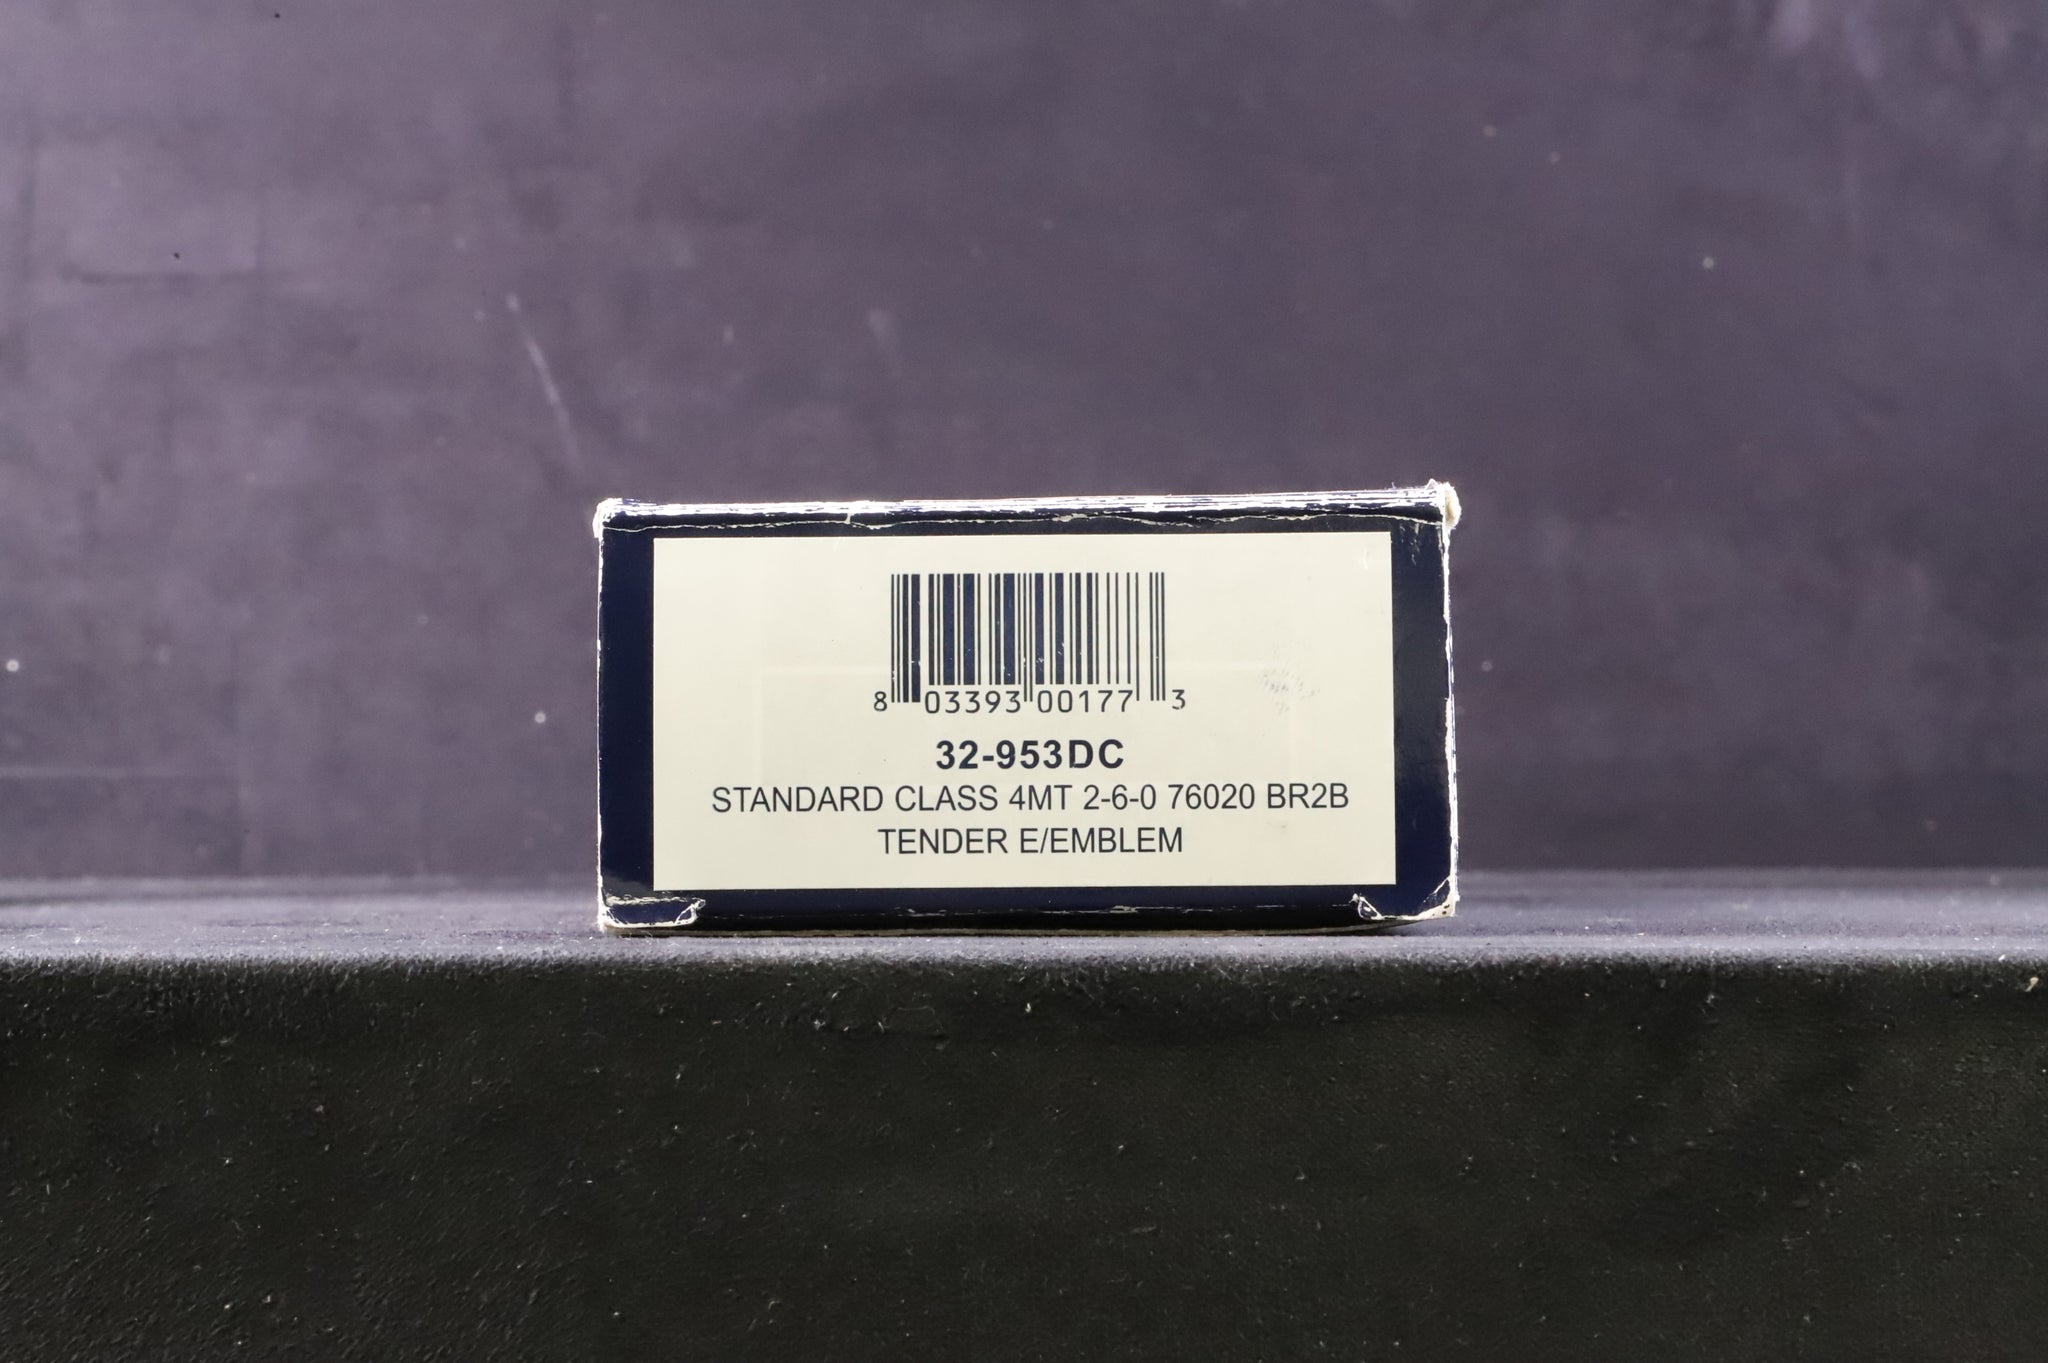 8 03393 00177 3
32-953DC
STANDARD CLASS 4MT 2-6-0 76020 BR2B
TENDER E/EMBLEM